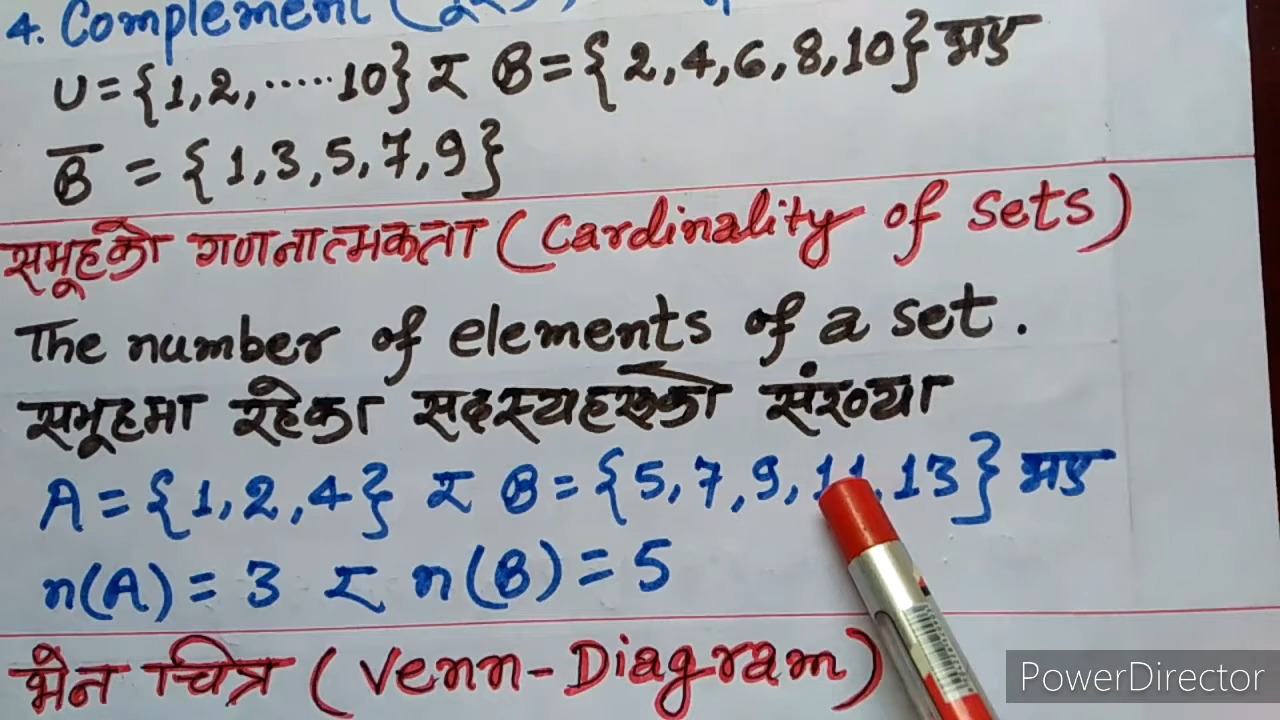 4. Complement (
U = {1, 2, ..... 10} र B = {2, 4, 6, 8, 10} भए
B̅ = {1, 3, 5, 7, 9}
समूहको गणनात्मकता (Cardinality of sets)
The number of elements of a set.
समूहमा रहेका सदस्यहरूको संख्या
A = {1, 2, 4} र B = {5, 7, 9, 11, 13} भए
n(A) = 3 र n(B) = 5
भेन चित्र (Venn-Diagram)
PowerDirector